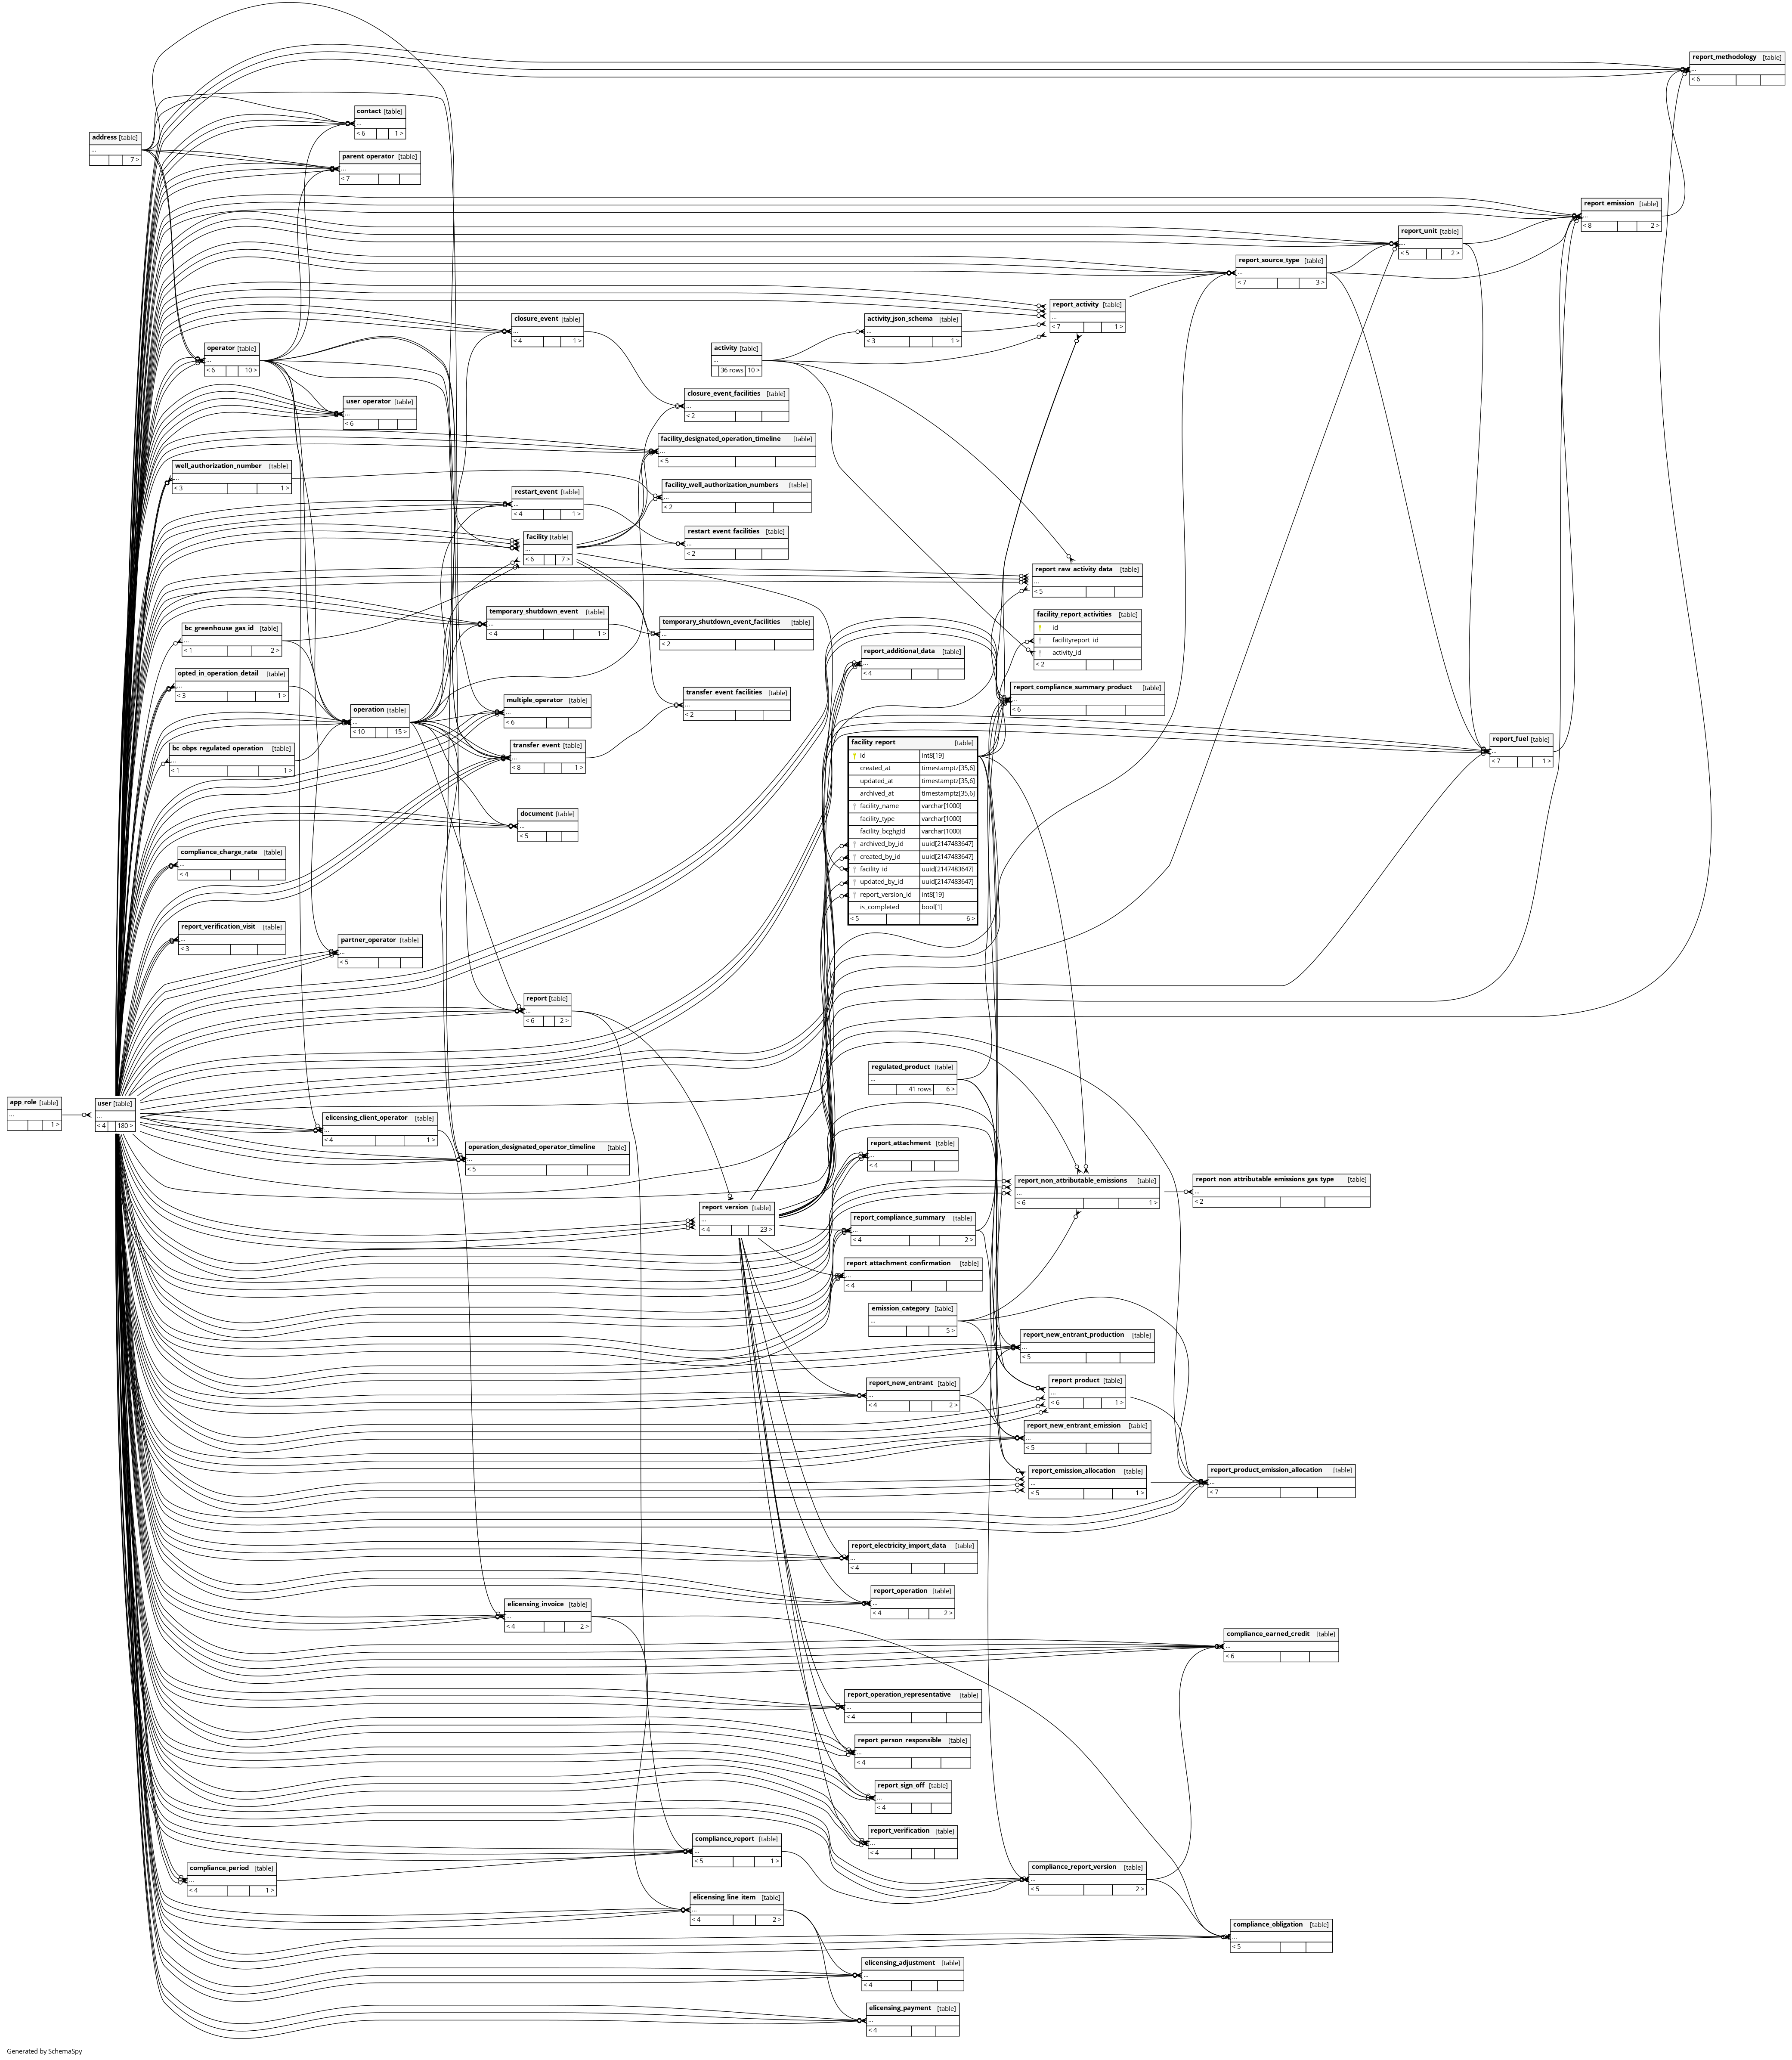 report_methodology [table]
...
< 6
contact [table]
...
< 6 1 >
address [table]
...
7 >
parent_operator [table]
...
< 7
report_emission [table]
...
< 8 2 >
report_unit [table]
...
< 5 2 >
report_source_type [table]
...
< 7 3 >
report_activity [table]
...
< 7 1 >
closure_event [table]
...
< 4 1 >
activity_json_schema [table]
...
< 3 1 >
operator [table]
...
< 6 10 >
activity [table]
...
36 rows 10 >
closure_event_facilities [table]
...
< 2
user_operator [table]
...
< 6
facility_designated_operation_timeline [table]
...
< 5
well_authorization_number [table]
...
< 3 1 >
facility_well_authorization_numbers [table]
...
< 2
restart_event [table]
...
< 4 1 >
restart_event_facilities [table]
...
< 2
facility [table]
...
< 6 7 >
report_raw_activity_data [table]
...
< 5
temporary_shutdown_event [table]
...
< 4 1 >
facility_report_activities [table]
id
facilityreport_id
activity_id
< 2
temporary_shutdown_event_facilities [table]
...
< 2
bc_greenhouse_gas_id [table]
...
< 1 2 >
report_additional_data [table]
...
< 4
opted_in_operation_detail [table]
...
< 3 1 >
report_compliance_summary_product [table]
...
< 6
transfer_event_facilities [table]
...
< 2
multiple_operator [table]
...
< 6
operation [table]
...
< 10 15 >
report_fuel [table]
...
< 7 1 >
bc_obps_regulated_operation [table]
...
< 1 1 >
transfer_event [table]
...
< 8 1 >
facility_report [table]
id int8[19]
created_at timestamptz[35,6]
updated_at timestamptz[35,6]
archived_at timestamptz[35,6]
facility_name varchar[1000]
facility_type varchar[1000]
facility_bcghgid varchar[1000]
archived_by_id uuid[2147483647]
created_by_id uuid[2147483647]
facility_id uuid[2147483647]
updated_by_id uuid[2147483647]
report_version_id int8[19]
is_completed bool[1]
< 5 6 >
document [table]
...
< 5
compliance_charge_rate [table]
...
< 4
report_verification_visit [table]
...
< 3
partner_operator [table]
...
< 5
report [table]
...
< 6 2 >
regulated_product [table]
...
41 rows 6 >
app_role [table]
...
1 >
user [table]
...
< 4 180 >
elicensing_client_operator [table]
...
< 4 1 >
operation_designated_operator_timeline [table]
...
< 5
report_attachment [table]
...
< 4
report_non_attributable_emissions [table]
...
< 6 1 >
report_non_attributable_emissions_gas_type [table]
...
< 2
report_version [table]
...
< 4 23 >
report_compliance_summary [table]
...
< 4 2 >
report_attachment_confirmation [table]
...
< 4
emission_category [table]
...
5 >
report_new_entrant_production [table]
...
< 5
report_new_entrant [table]
...
< 4 2 >
report_product [table]
...
< 6 1 >
report_new_entrant_emission [table]
...
< 5
report_emission_allocation [table]
...
< 5 1 >
report_product_emission_allocation [table]
...
< 7
report_electricity_import_data [table]
...
< 4
report_operation [table]
...
< 4 2 >
elicensing_invoice [table]
...
< 4 2 >
compliance_earned_credit [table]
...
< 6
report_operation_representative [table]
...
< 4
report_person_responsible [table]
...
< 4
report_sign_off [table]
...
< 4
report_verification [table]
...
< 4
compliance_report [table]
...
< 5 1 >
compliance_period [table]
...
< 4 1 >
compliance_report_version [table]
...
< 5 2 >
elicensing_line_item [table]
...
< 4 2 >
compliance_obligation [table]
...
< 5
elicensing_adjustment [table]
...
< 4
elicensing_payment [table]
...
< 4
Generated by SchemaSpy